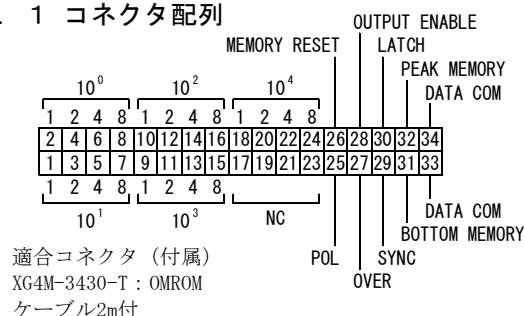 . 1 コネクタ配列
OUTPUT ENABLE
MEMORY RESET LATCH
PEAK MEMORY
DATA COM
10⁰ 10² 10⁴
1 2 4 8 1 2 4 8 1 2 4 8
2 4 6 8 10 12 14 16 18 20 22 24 26 28 30 32 34
1 3 5 7 9 11 13 15 17 19 21 23 25 27 29 31 33
1 2 4 8 1 2 4 8
10¹ 10³ NC
DATA COM
BOTTOM MEMORY
POL SYNC
OVER
適合コネクタ (付属)
XG4M-3430-T：OMROM
ケーブル2m付